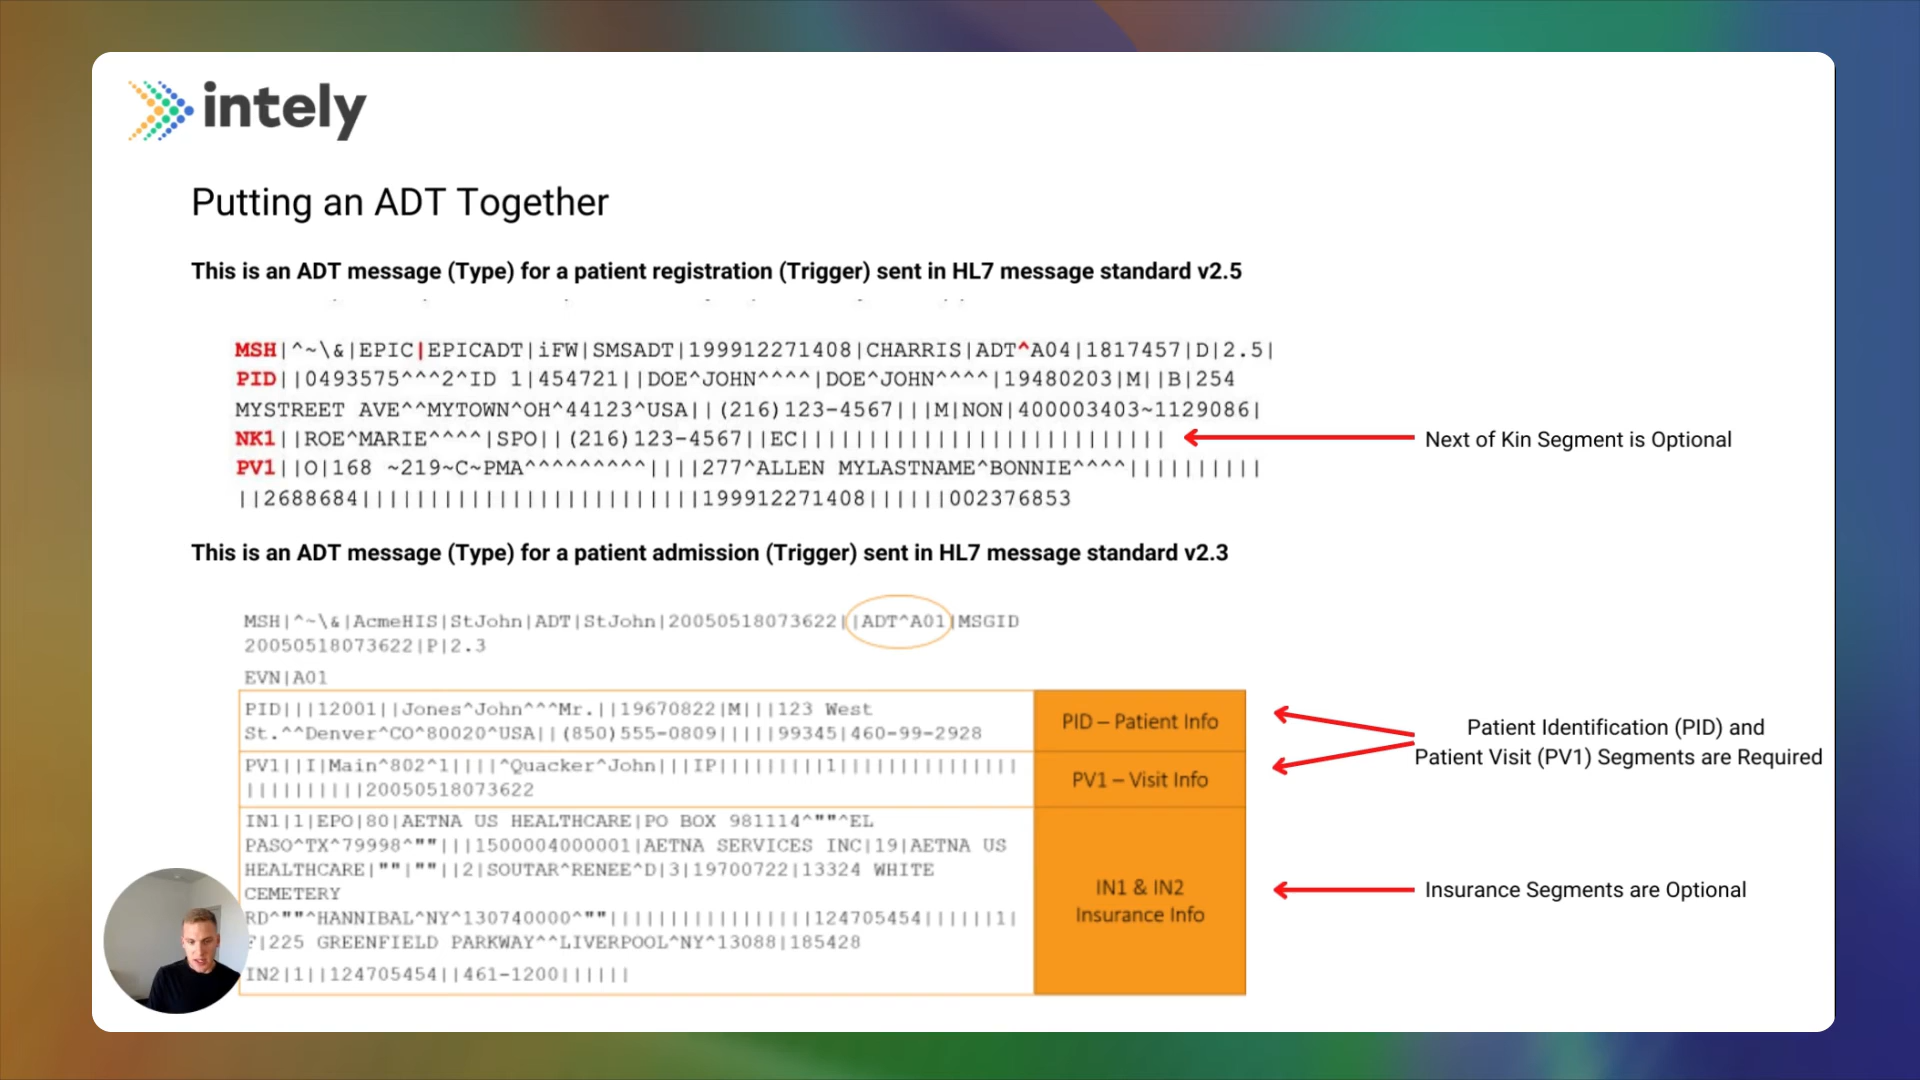 intely
Putting an ADT Together
This is an ADT message (Type) for a patient registration (Trigger) sent in HL7 message standard v2.5
MSH|^~\&|EPIC|EPICADT|iFW|SMSADT|199912271408|CHARRIS|ADT^A04|1817457|D|2.5|
PID||0493575^^^2^ID 1|454721||DOE^JOHN^^^^|DOE^JOHN^^^^|19480203|M||B|254
MYSTREET AVE^^MYTOWN^OH^44123^USA||(216)123-4567|||M|NON|400003403~1129086|
NK1||ROE^MARIE^^^^|SPO||(216)123-4567||EC|||||||||||||||||||||||||||
Next of Kin Segment is Optional
PV1||O|168 ~219~C~PMA^^^^^^^^^||||277^ALLEN MYLASTNAME^BONNIE^^^^||||||||||
||2688684|||||||||||||||||||||||||199912271408||||||002376853
This is an ADT message (Type) for a patient admission (Trigger) sent in HL7 message standard v2.3
MSH|^~\&|AcmeHIS|StJohn|ADT|StJohn|20050518073622||ADT^A01|MSGID
20050518073622|P|2.3
EVN|A01
PID|||12001||Jones^John^^^Mr.||19670822|M|||123 West
St.^^Denver^CO^80020^USA||(850)555-0809|||||99345|460-99-2928
PID – Patient Info
Patient Identification (PID) and
Patient Visit (PV1) Segments are Required
PV1||I|Main^802^1||||^Quacker^John|||IP||||||||||1||||||||||||||||
||||||||||20050518073622
PV1 – Visit Info
IN1|1|EPO|80|AETNA US HEALTHCARE|PO BOX 981114^""^EL
PASO^TX^79998^""|||1500004000001|AETNA SERVICES INC|19|AETNA US
HEALTHCARE|""|""||2|SOUTAR^RENEE^D|3|19700722|13324 WHITE
CEMETERY
RD^""^HANNIBAL^NY^130740000^""||||||||||||||||||124705454||||||1|
F|225 GREENFIELD PARKWAY^^LIVERPOOL^NY^13088|185428
IN2|1||124705454||461-1200||||||
IN1 & IN2
Insurance Info
Insurance Segments are Optional